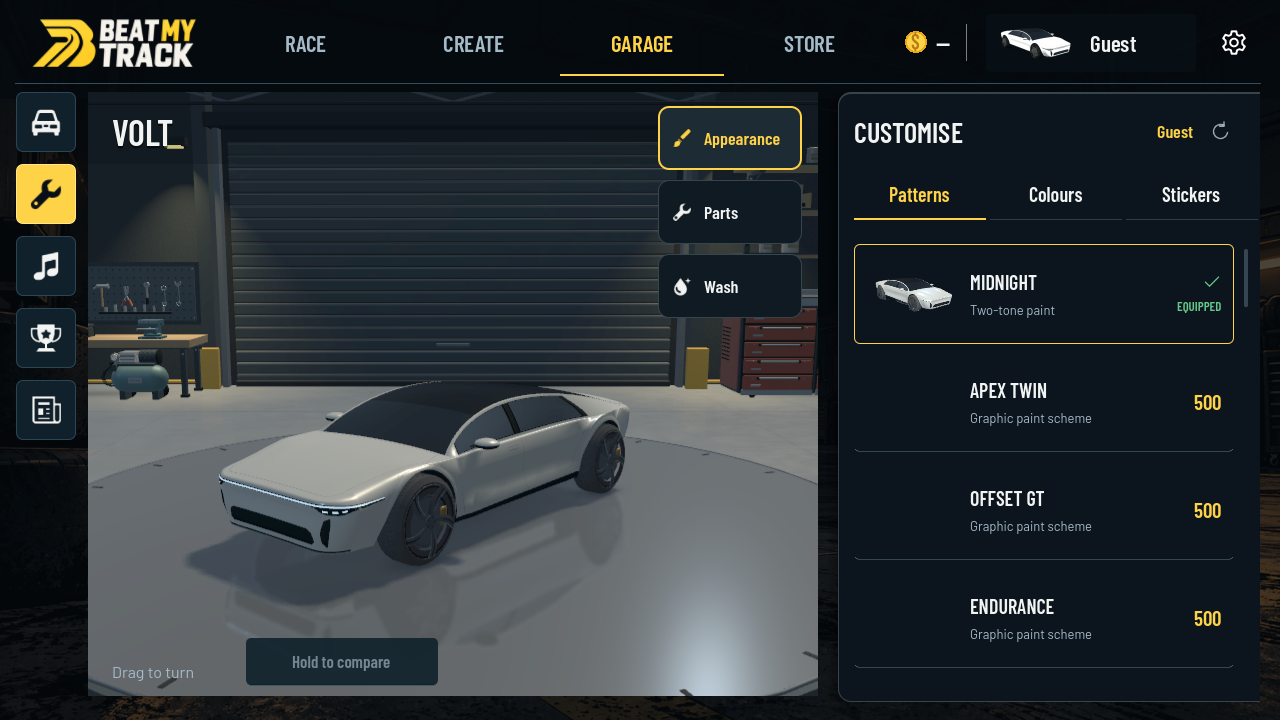 BEATMY
TRACK
RACE
CREATE
GARAGE
STORE
$ –
Guest
VOLT
Appearance
Parts
Wash
Drag to turn
Hold to compare
CUSTOMISE
Guest
Patterns
Colours
Stickers
MIDNIGHT
Two-tone paint
EQUIPPED
APEX TWIN
Graphic paint scheme
500
OFFSET GT
Graphic paint scheme
500
ENDURANCE
Graphic paint scheme
500